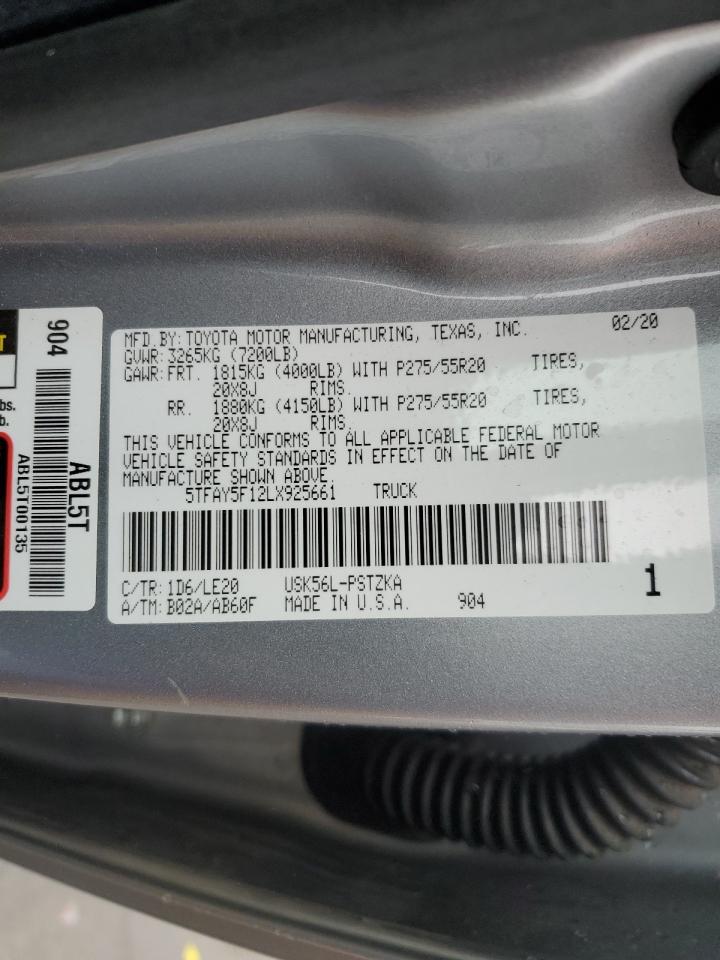 MFD.BY:TOYOTA MOTOR MANUFACTURING, TEXAS, INC. 02/20
GVWR:3265KG (7200LB)
GAWR:FRT. 1815KG (4000LB) WITH P275/55R20 TIRES,
20X8J RIMS.
RR. 1880KG (4150LB) WITH P275/55R20 TIRES,
20X8J RIMS.
THIS VEHICLE CONFORMS TO ALL APPLICABLE FEDERAL MOTOR
VEHICLE SAFETY STANDARDS IN EFFECT ON THE DATE OF
MANUFACTURE SHOWN ABOVE.
5TFAY5F12LX925661 TRUCK
C/TR:1D6/LE20 USK56L-PSTZKA
A/TM:B02A/AB60F MADE IN U.S.A. 904
1
904
ABL5T
ABL5T00135
bs.
b.
T